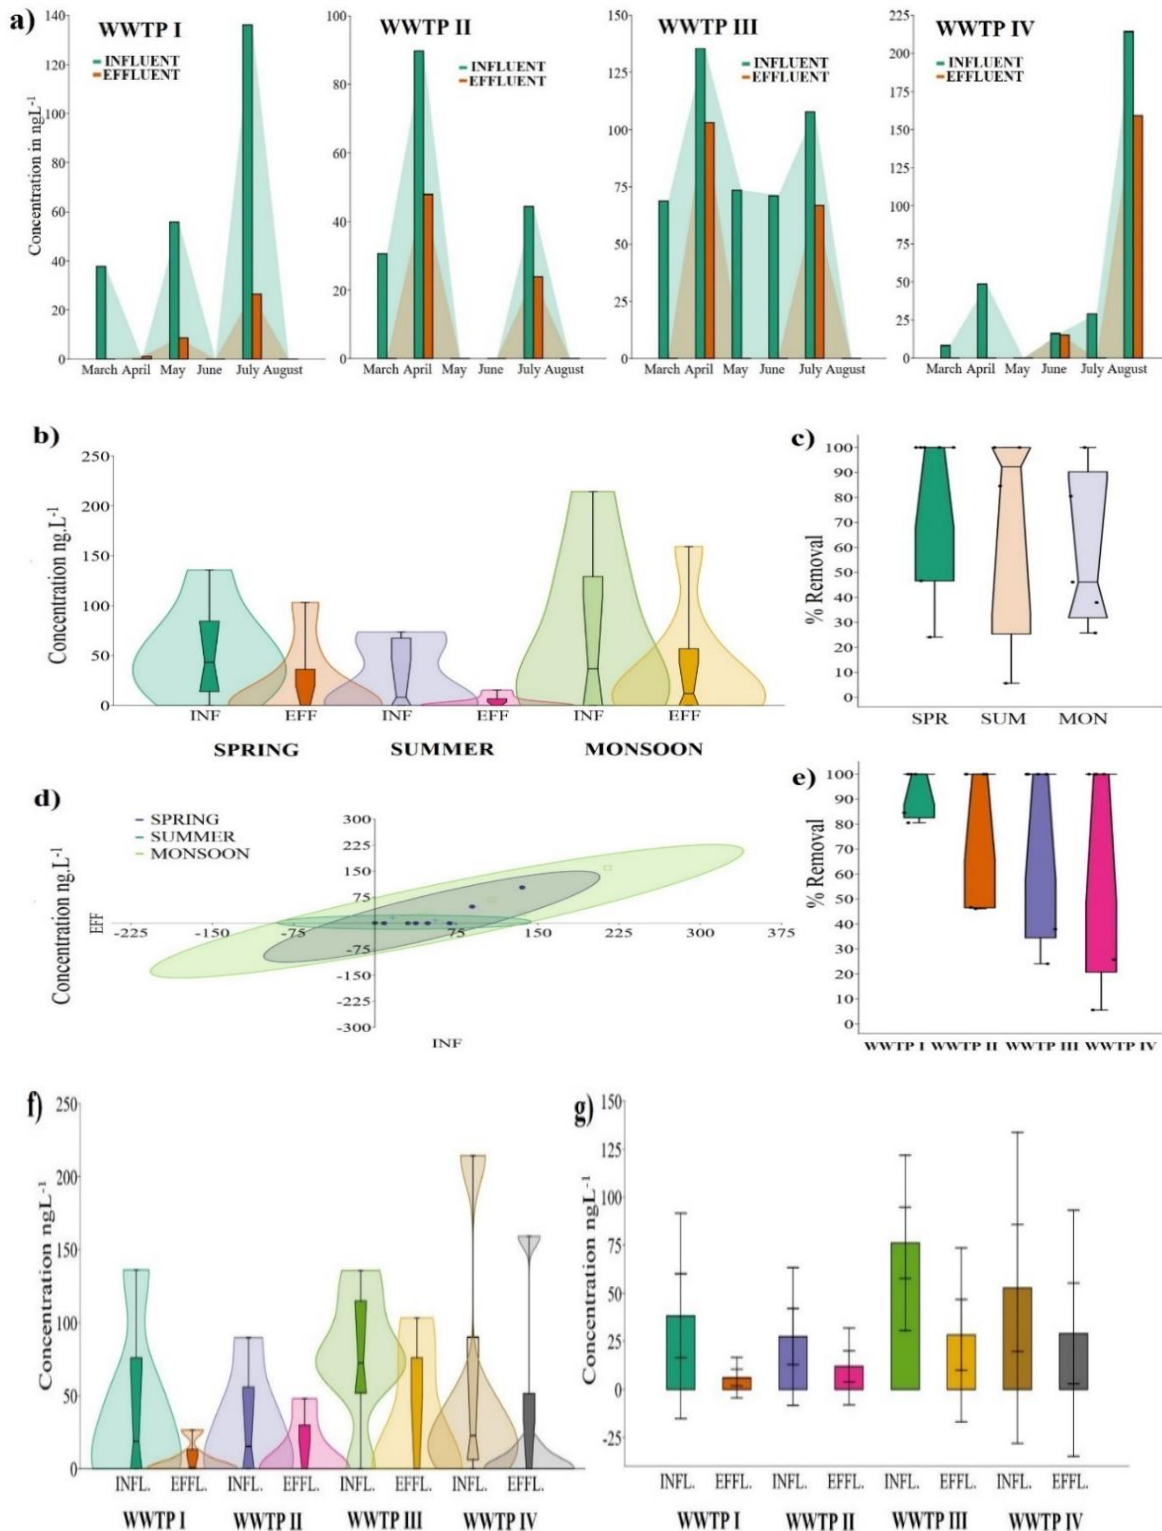 a)
WWTP I
INFLUENT
EFFLUENT
Concentration in ngL⁻¹
140
120
100
80
60
40
20
0
March April May June July August
WWTP II
INFLUENT
EFFLUENT
100
80
60
40
20
0
March April May June July August
WWTP III
INFLUENT
EFFLUENT
150
125
100
75
50
25
0
March April May June July August
WWTP IV
INFLUENT
EFFLUENT
225
200
175
150
125
100
75
50
25
0
March April May June July August
b)
Concentration ng.L⁻¹
250
200
150
100
50
0
INF EFF INF EFF INF EFF
SPRING SUMMER MONSOON
c)
% Removal
100
90
80
70
60
50
40
30
20
10
0
SPR SUM MON
d)
SPRING
SUMMER
MONSOON
Concentration ng.L⁻¹
EFF
300
225
150
75
-225 -150 -75 75 150 225 300 375
-75
-150
-225
-300
INF
e)
% Removal
100
90
80
70
60
50
40
30
20
10
0
WWTP I WWTP II WWTP III WWTP IV
f)
Concentration ngL⁻¹
250
200
150
100
50
0
INFL. EFFL. INFL. EFFL. INFL. EFFL. INFL. EFFL.
WWTP I WWTP II WWTP III WWTP IV
g)
Concentration ngL⁻¹
150
125
100
75
50
25
0
-25
INFL. EFFL. INFL. EFFL. INFL. EFFL. INFL. EFFL.
WWTP I WWTP II WWTP III WWTP IV